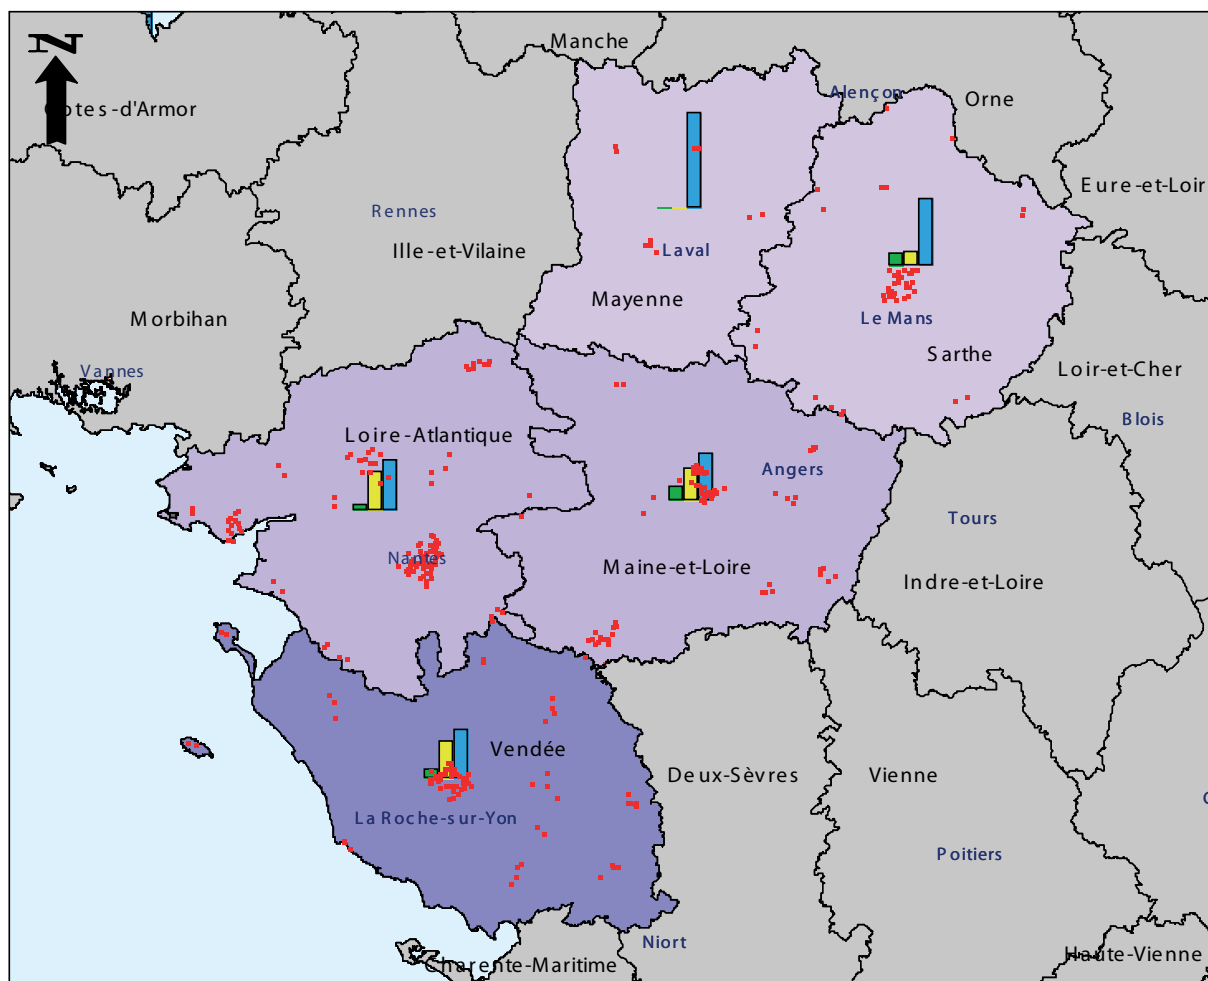 N
Manche
Alençon
Orne
Côtes-d'Armor
Eure-et-Loir
Rennes
Ille-et-Vilaine
Laval
Mayenne
Le Mans
Morbihan
Sarthe
Vannes
Loir-et-Cher
Blois
Loire-Atlantique
Angers
Tours
Nantes
Maine-et-Loire
Indre-et-Loire
Vendée
Deux-Sèvres
Vienne
La Roche-sur-Yon
Poitiers
Niort
Haute-Vienne
Charente-Maritime